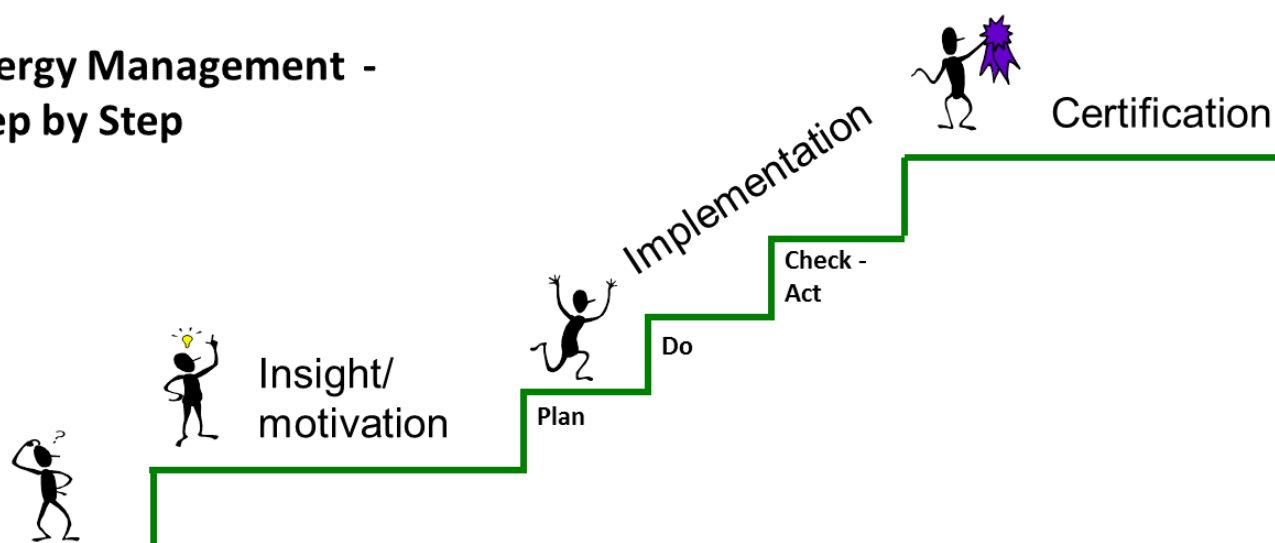 ergy Management -
ep by Step
Certification
Implementation
Check -
Act
Do
Insight/
motivation
Plan
?